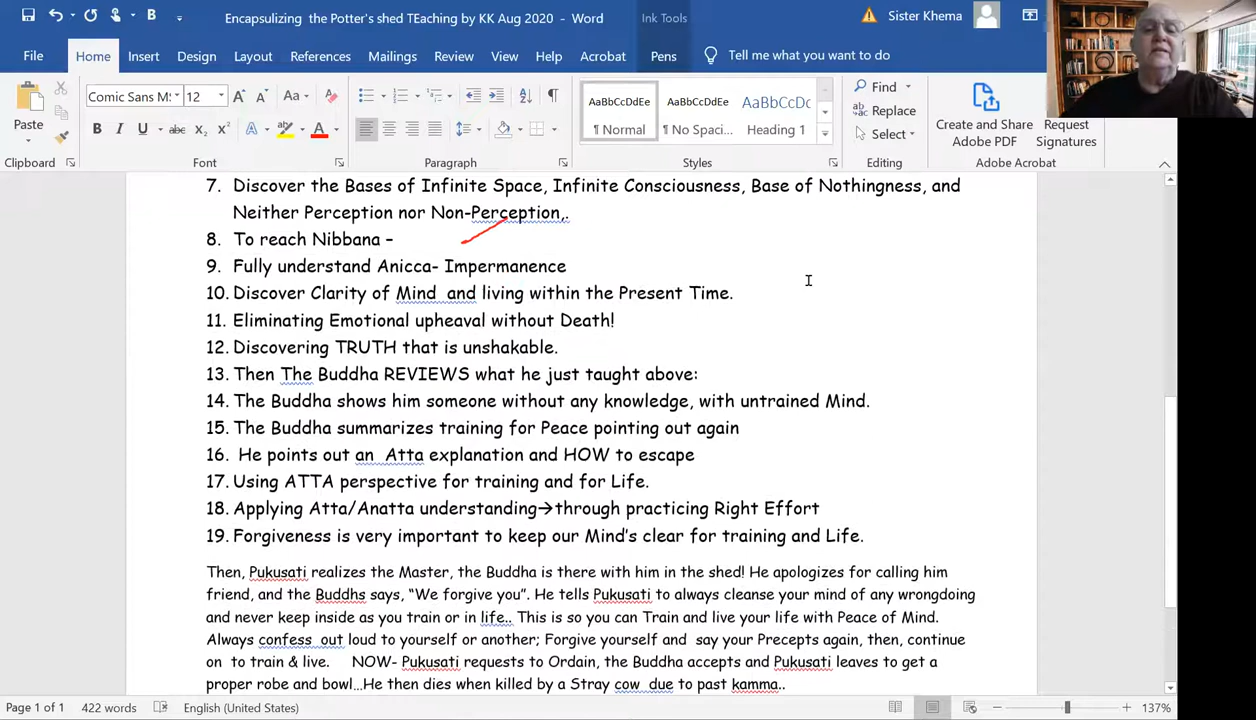 Encapsulizing  the Potter's shed TEaching by KK Aug 2020  -  Word
Ink Tools
Sister Khema
File
Home
Insert
Draw
Design
Layout
References
Mailings
Review
View
Help
Acrobat
Pens
Tell me what you want to do
Paste
Clipboard
Comic Sans M
12
Aa
B I U abc X₂ X² A A
Font
Paragraph
AaBbCcDdEe
¶ Normal
AaBbCcDdEe
¶ No Spaci...
AaBbCcDc
Heading 1
Styles
Find
Replace
Select
Editing
Create and Share
Adobe PDF
Request
Signatures
Adobe Acrobat
7. Discover the Bases of Infinite Space, Infinite Consciousness, Base of Nothingness, and
Neither Perception nor Non-Perception,.
8. To reach Nibbana –
9. Fully understand Anicca- Impermanence
10. Discover Clarity of Mind  and living within the Present Time.
11. Eliminating Emotional upheaval without Death!
12. Discovering TRUTH that is unshakable.
13. Then The Buddha REVIEWS what he just taught above:
14. The Buddha shows him someone without any knowledge, with untrained Mind.
15. The Buddha summarizes training for Peace pointing out again
16.  He points out an  Atta explanation and HOW to escape
17. Using ATTA perspective for training and for Life.
18. Applying Atta/Anatta understanding→through practicing Right Effort
19. Forgiveness is very important to keep our Mind's clear for training and Life.
Then, Pukusati realizes the Master, the Buddha is there with him in the shed! He apologizes for calling him
friend, and the Buddhs says, "We forgive you". He tells Pukusati to always cleanse your mind of any wrongdoing
and never keep inside as you train or in life.. This is so you can Train and live your life with Peace of Mind.
Always confess  out loud to yourself or another; Forgive yourself and  say your Precepts again, then, continue
on  to train & live.    NOW- Pukusati requests to Ordain, the Buddha accepts and Pukusati leaves to get a
proper robe and bowl…He then dies when killed by a Stray cow  due to past kamma..
Page 1 of 1
422 words
English (United States)
137%